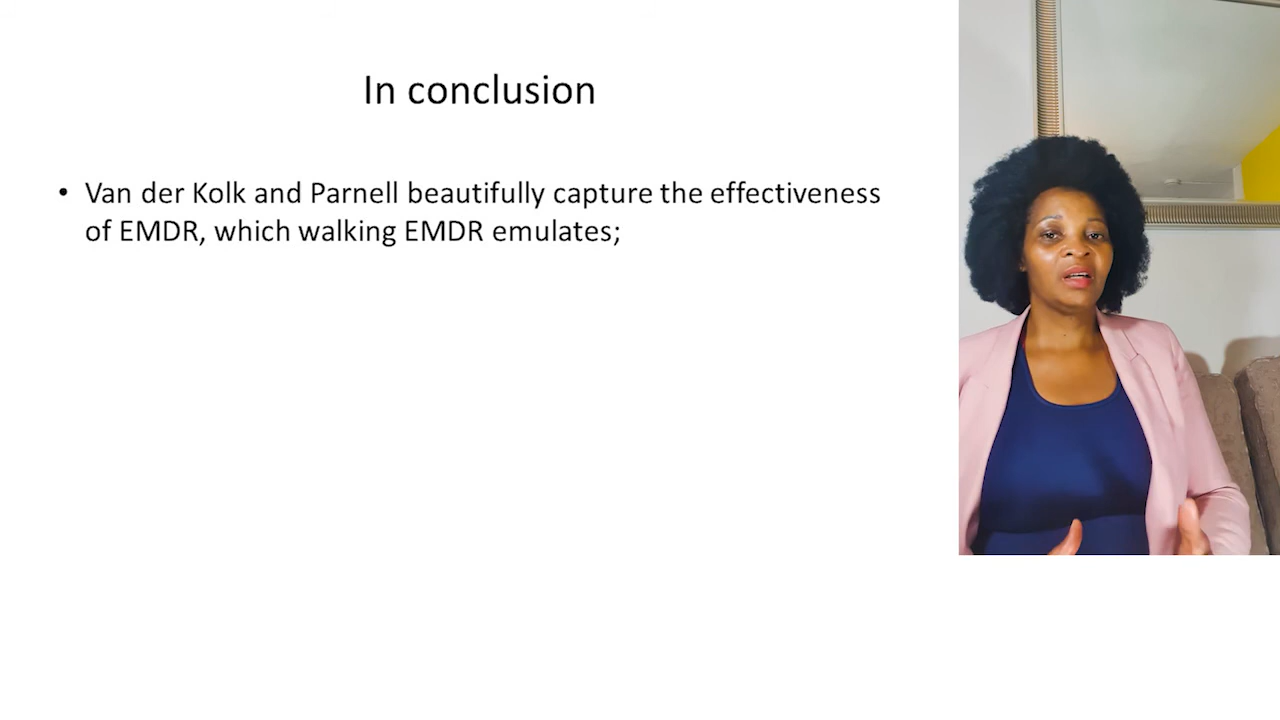 In conclusion
• Van der Kolk and Parnell beautifully capture the effectiveness
of EMDR, which walking EMDR emulates;